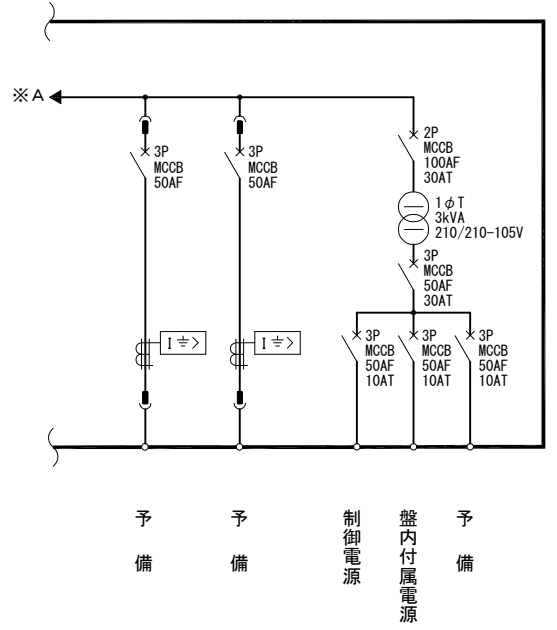 ※A
3P
MCCB
50AF
3P
MCCB
50AF
2P
MCCB
100AF
30AT
1φT
3kVA
210/210-105V
3P
MCCB
50AF
30AT
I⏚>
I⏚>
3P
MCCB
50AF
10AT
3P
MCCB
50AF
10AT
3P
MCCB
50AF
10AT
予備
予備
制御電源
盤内付属電源
予備